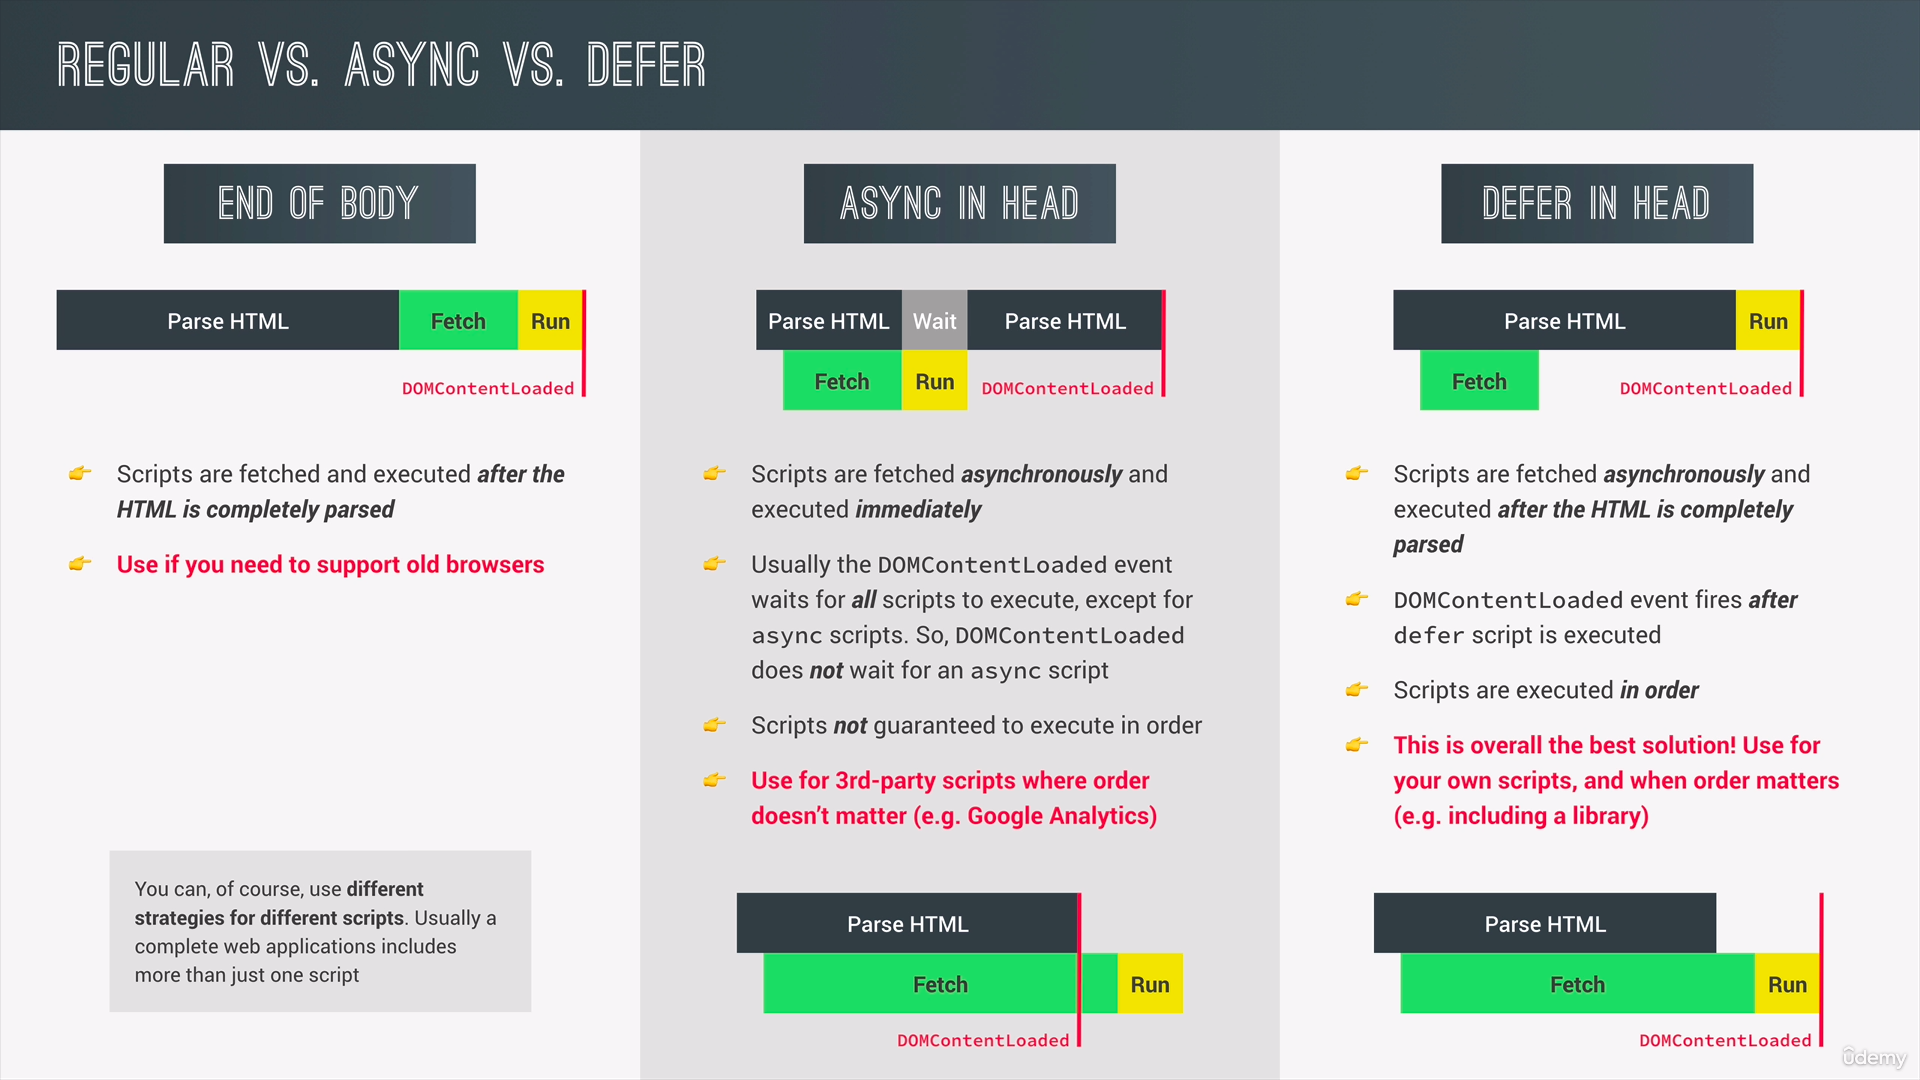 REGULAR VS. ASYNC VS. DEFER
END OF BODY
Parse HTML
Fetch
Run
DOMContentLoaded
Scripts are fetched and executed after the
HTML is completely parsed
Use if you need to support old browsers
You can, of course, use different
strategies for different scripts. Usually a
complete web applications includes
more than just one script
ASYNC IN HEAD
Parse HTML
Wait
Parse HTML
Fetch
Run
DOMContentLoaded
Scripts are fetched asynchronously and
executed immediately
Usually the DOMContentLoaded event
waits for all scripts to execute, except for
async scripts. So, DOMContentLoaded
does not wait for an async script
Scripts not guaranteed to execute in order
Use for 3rd-party scripts where order
doesn’t matter (e.g. Google Analytics)
Parse HTML
Fetch
Run
DOMContentLoaded
DEFER IN HEAD
Parse HTML
Run
Fetch
DOMContentLoaded
Scripts are fetched asynchronously and
executed after the HTML is completely
parsed
DOMContentLoaded event fires after
defer script is executed
Scripts are executed in order
This is overall the best solution! Use for
your own scripts, and when order matters
(e.g. including a library)
Parse HTML
Fetch
Run
DOMContentLoaded
udemy